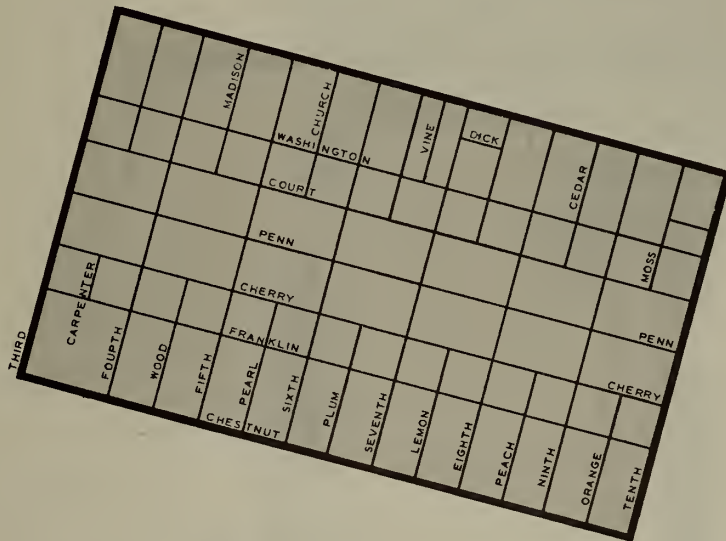 MADISON
CHURCH
WASHINGTON
VINE
DICK
CEDAR
COURT
MOSS
PENN
PENN
CARPENTER
CHERRY
CHERRY
FRANKLIN
THIRD
FOURTH
WOOD
FIFTH
PEARL
SIXTH
PLUM
SEVENTH
LEMON
EIGHTH
PEACH
NINTH
ORANGE
TENTH
CHESTNUT